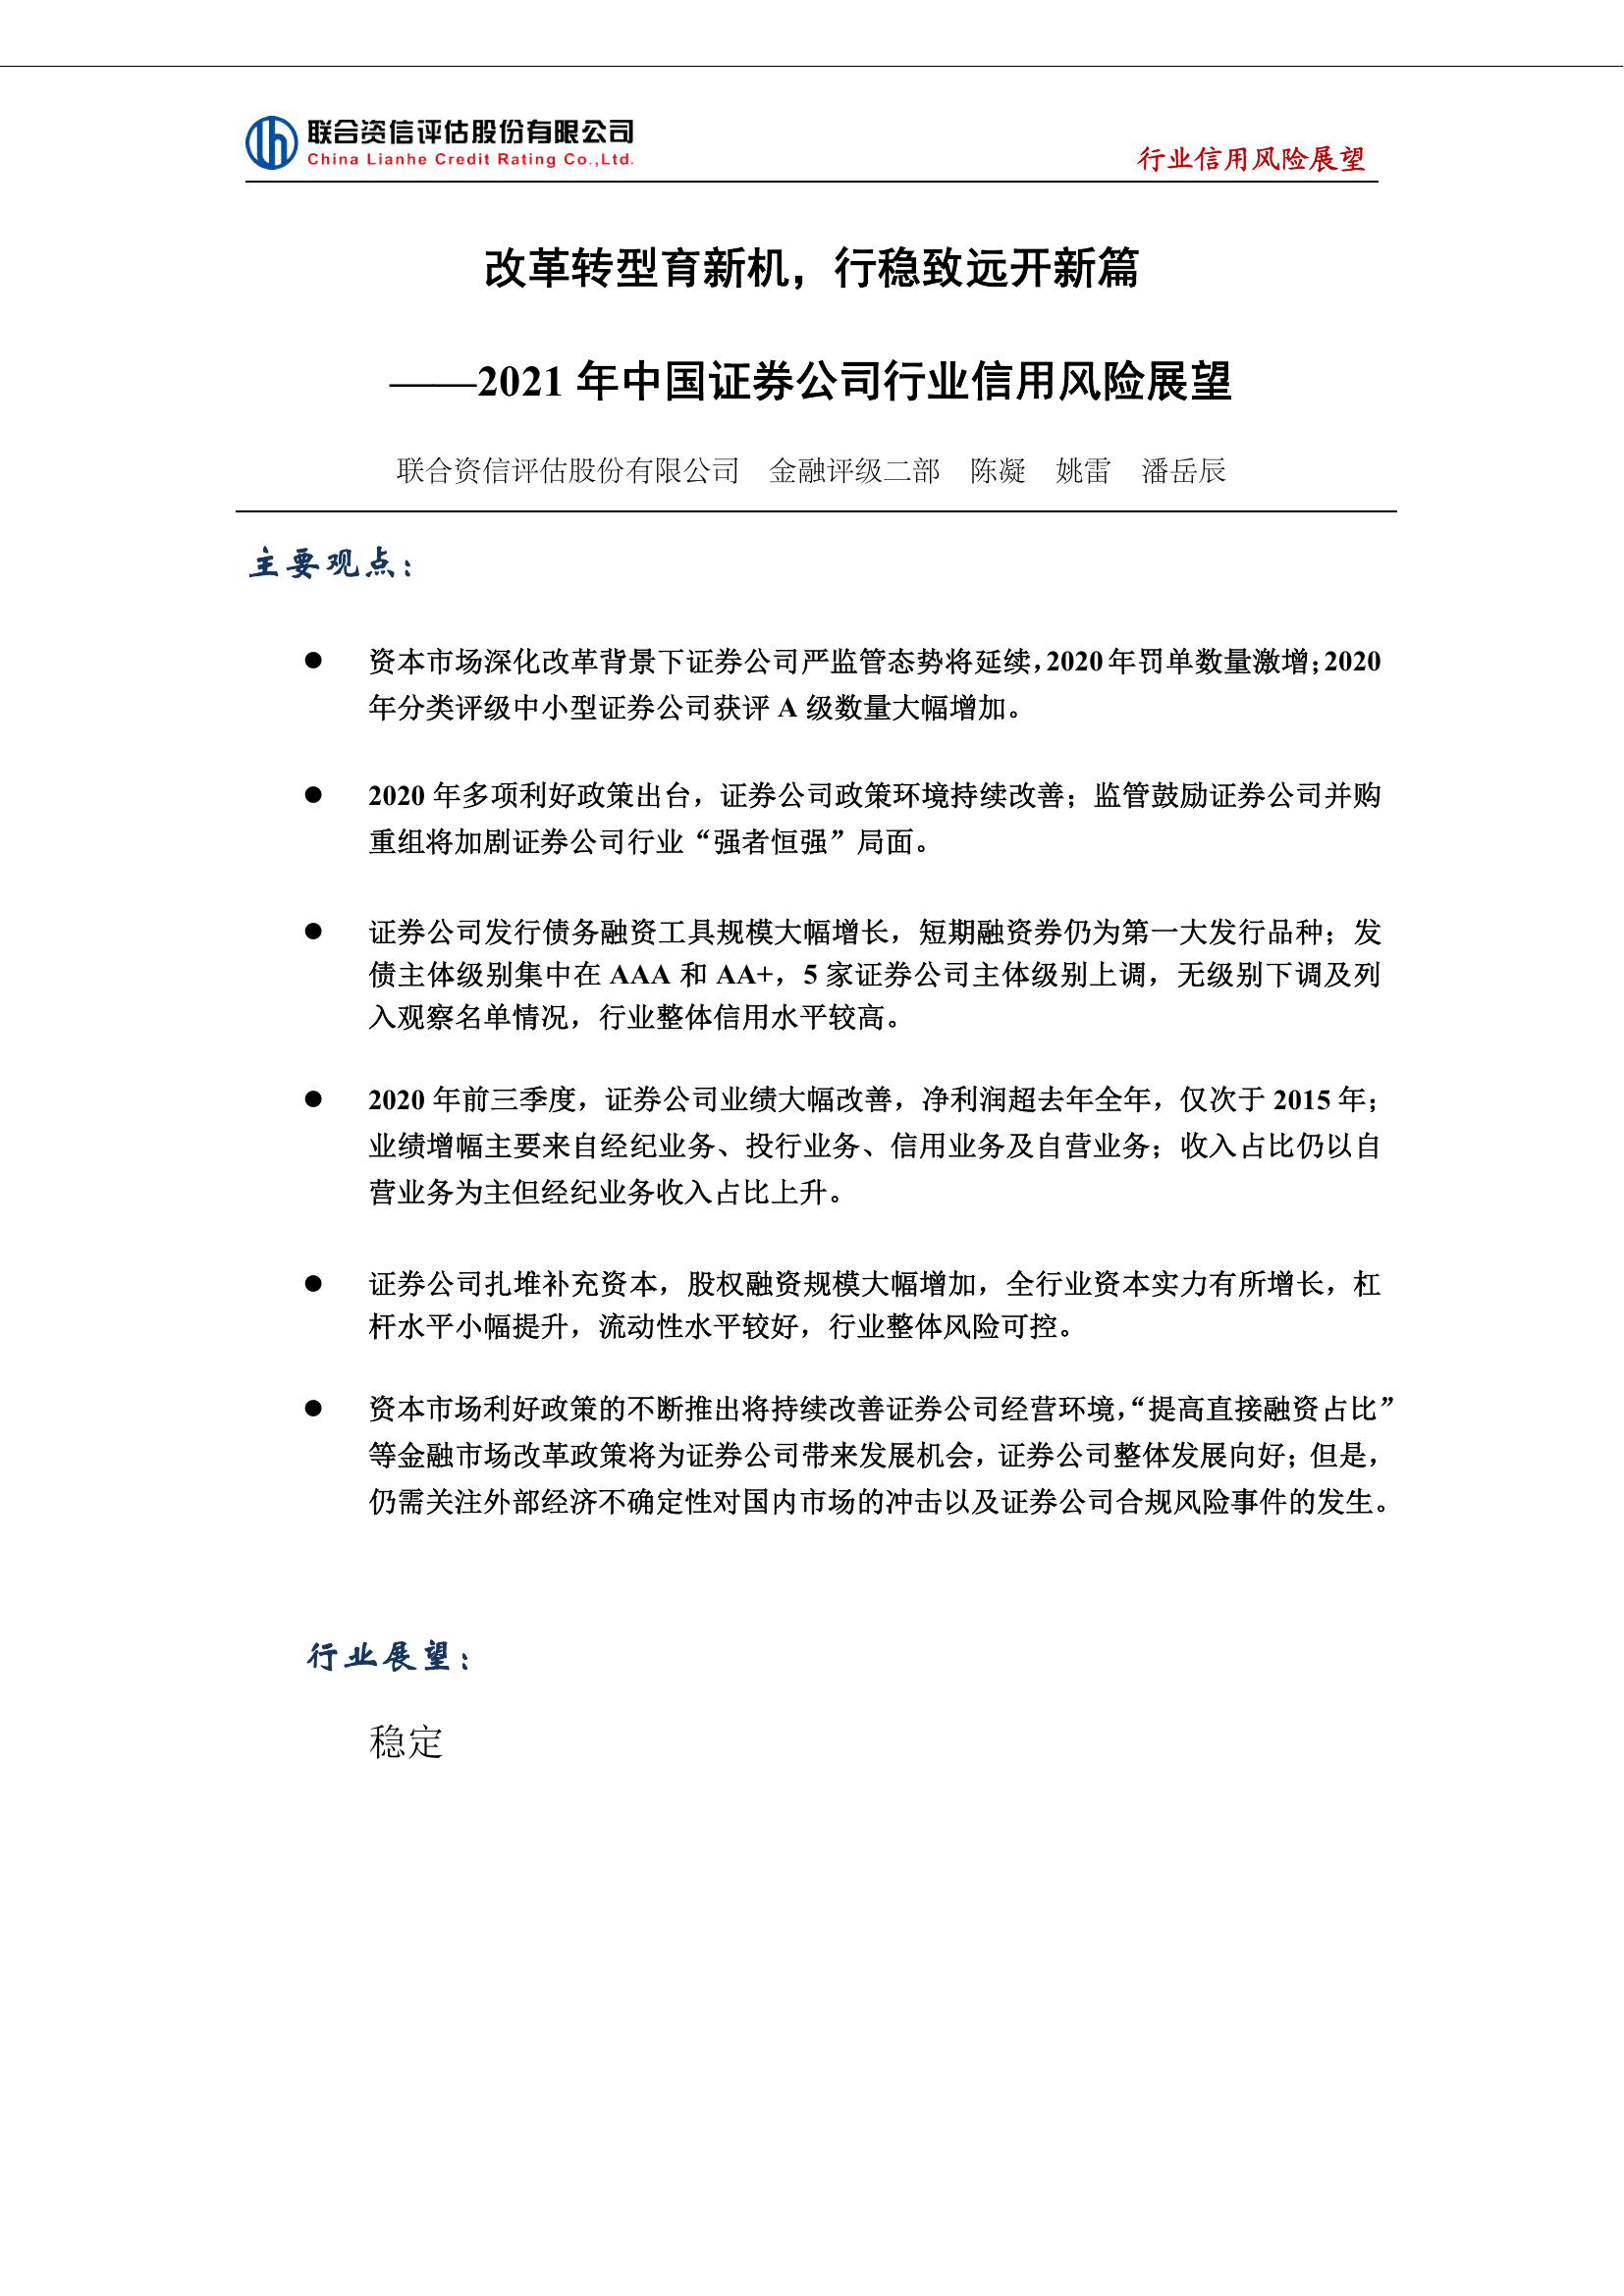 联合资信评估股份有限公司
China Lianhe Credit Rating Co.,Ltd.
行业信用风险展望
改革转型育新机，行稳致远开新篇
——2021 年中国证券公司行业信用风险展望
联合资信评估股份有限公司 金融评级二部 陈凝 姚雷 潘岳辰
主要观点：
● 资本市场深化改革背景下证券公司严监管态势将延续，2020 年罚单数量激增；2020
年分类评级中小型证券公司获评 A 级数量大幅增加。
● 2020 年多项利好政策出台，证券公司政策环境持续改善；监管鼓励证券公司并购
重组将加剧证券公司行业“强者恒强”局面。
● 证券公司发行债务融资工具规模大幅增长，短期融资券仍为第一大发行品种；发
债主体级别集中在 AAA 和 AA+，5 家证券公司主体级别上调，无级别下调及列
入观察名单情况，行业整体信用水平较高。
● 2020 年前三季度，证券公司业绩大幅改善，净利润超去年全年，仅次于 2015 年；
业绩增幅主要来自经纪业务、投行业务、信用业务及自营业务；收入占比仍以自
营业务为主但经纪业务收入占比上升。
● 证券公司扎堆补充资本，股权融资规模大幅增加，全行业资本实力有所增长，杠
杆水平小幅提升，流动性水平较好，行业整体风险可控。
● 资本市场利好政策的不断推出将持续改善证券公司经营环境，“提高直接融资占比”
等金融市场改革政策将为证券公司带来发展机会，证券公司整体发展向好；但是，
仍需关注外部经济不确定性对国内市场的冲击以及证券公司合规风险事件的发生。
行业展望：
稳定